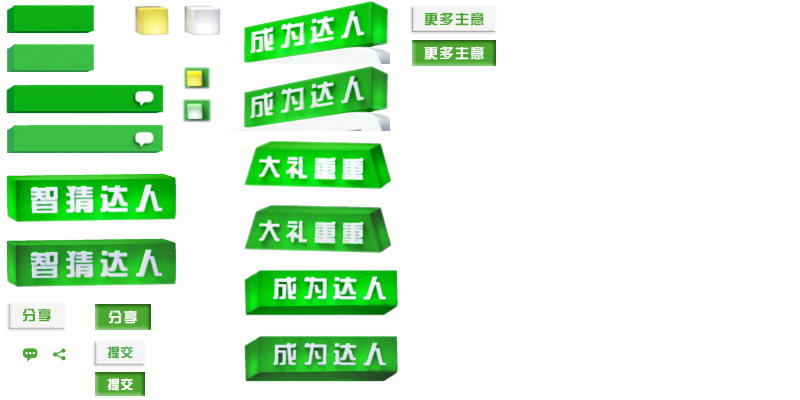 成为达人
更多主意
更多主意
成为达人
大礼重重
智猜达人
大礼重重
智猜达人
成为达人
分享
分享
成为达人
提交
提交